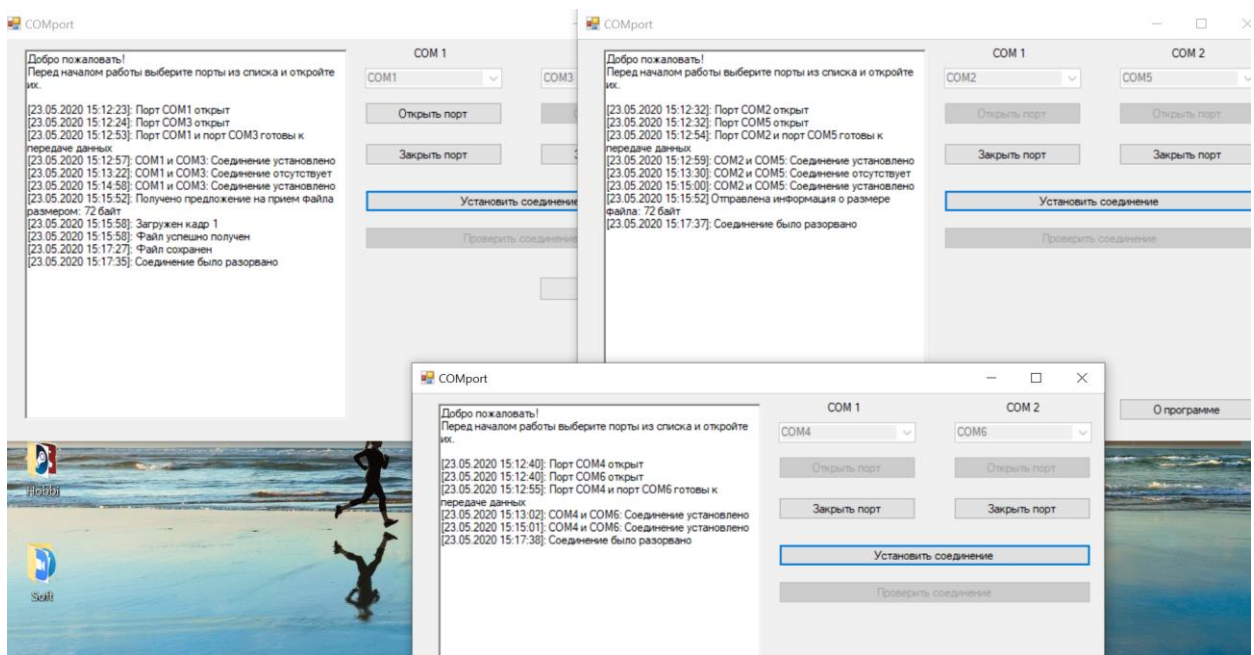 COMport
Добро пожаловать!
Перед началом работы выберите порты из списка и откройте
их.
[23.05.2020 15:12:23]: Порт COM1 открыт
[23.05.2020 15:12:24]: Порт COM3 открыт
[23.05.2020 15:12:53]: Порт COM1 и порт COM3 готовы к
передаче данных
[23.05.2020 15:12:57]: COM1 и COM3: Соединение установлено
[23.05.2020 15:13:22]: COM1 и COM3: Соединение отсутствует
[23.05.2020 15:14:58]: COM1 и COM3: Соединение установлено
[23.05.2020 15:15:52]: Получено предложение на прием файла
размером: 72 байт
[23.05.2020 15:15:58]: Загружен кадр 1
[23.05.2020 15:15:58]: Файл успешно получен
[23.05.2020 15:17:27]: Файл сохранен
[23.05.2020 15:17:35]: Соединение было разорвано
COM 1
COM1
COM3
Открыть порт
Закрыть порт
Установить соединение
Проверить соединение
COMport
Добро пожаловать!
Перед началом работы выберите порты из списка и откройте
их.
[23.05.2020 15:12:32]: Порт COM2 открыт
[23.05.2020 15:12:32]: Порт COM5 открыт
[23.05.2020 15:12:54]: Порт COM2 и порт COM5 готовы к
передаче данных
[23.05.2020 15:12:59]: COM2 и COM5: Соединение установлено
[23.05.2020 15:13:30]: COM2 и COM5: Соединение отсутствует
[23.05.2020 15:15:00]: COM2 и COM5: Соединение установлено
[23.05.2020 15:15:52] Отправлена информация о размере
файла: 72 байт
[23.05.2020 15:17:37]: Соединение было разорвано
COM 1 COM 2
COM2 COM5
Открыть порт Открыть порт
Закрыть порт Закрыть порт
Установить соединение
Проверить соединение
О программе
COMport
Добро пожаловать!
Перед началом работы выберите порты из списка и откройте
их.
[23.05.2020 15:12:40]: Порт COM4 открыт
[23.05.2020 15:12:40]: Порт COM6 открыт
[23.05.2020 15:12:55]: Порт COM4 и порт COM6 готовы к
передаче данных
[23.05.2020 15:13:02]: COM4 и COM6: Соединение установлено
[23.05.2020 15:15:01]: COM4 и COM6: Соединение установлено
[23.05.2020 15:17:38]: Соединение было разорвано
COM 1 COM 2
COM4 COM6
Открыть порт Открыть порт
Закрыть порт Закрыть порт
Установить соединение
Проверить соединение
Hobbi
Soft